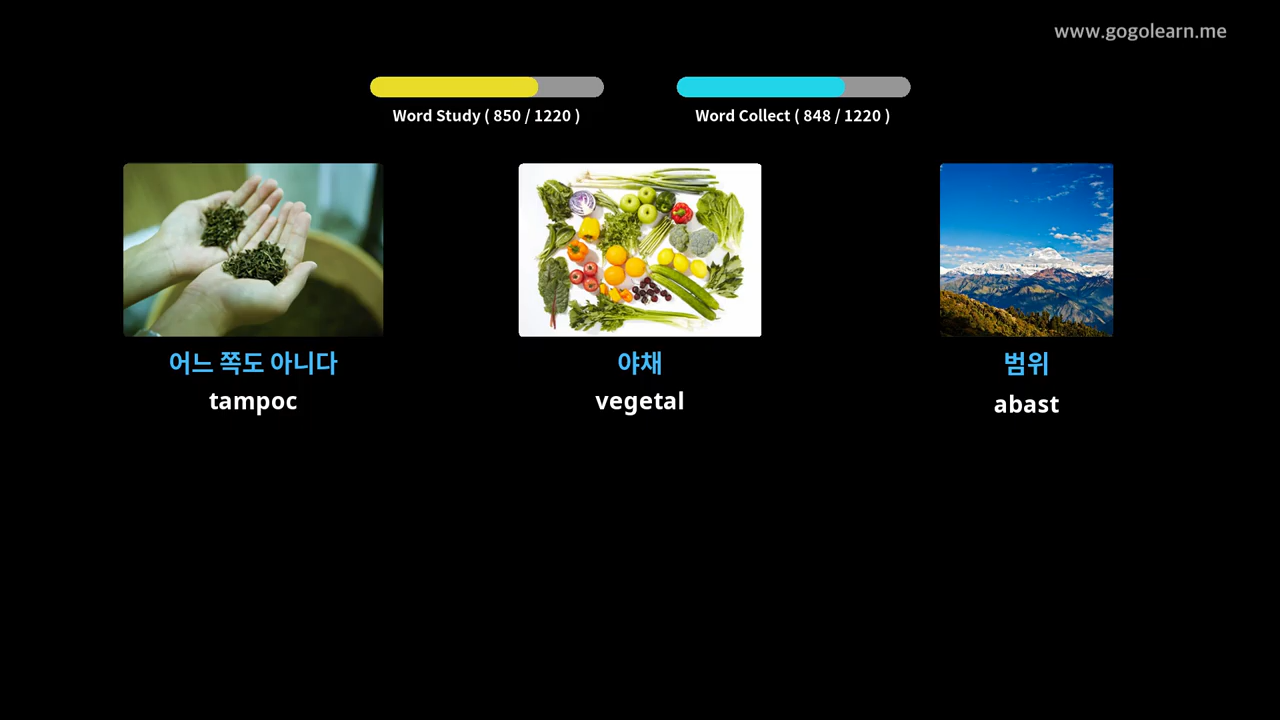 www.gogolearn.me
Word Study ( 850 / 1220 )
Word Collect ( 848 / 1220 )
어느 쪽도 아니다
tampoc
야채
vegetal
범위
abast